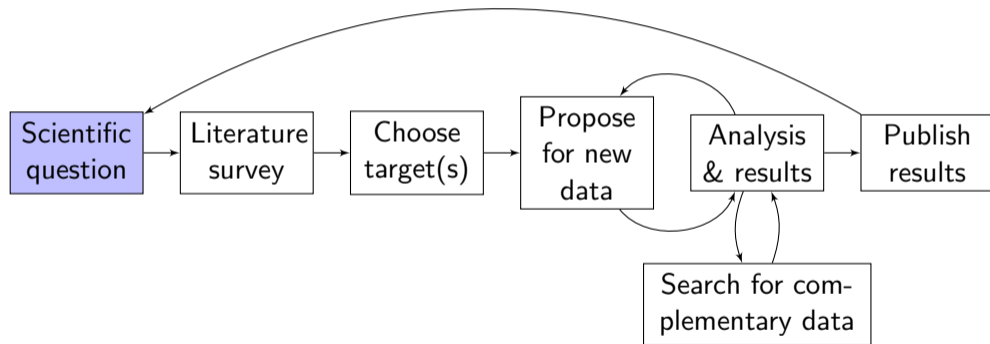 Scientific
question
Literature
survey
Choose
target(s)
Propose
for new
data
Analysis
& results
Publish
results
Search for com-
plementary data